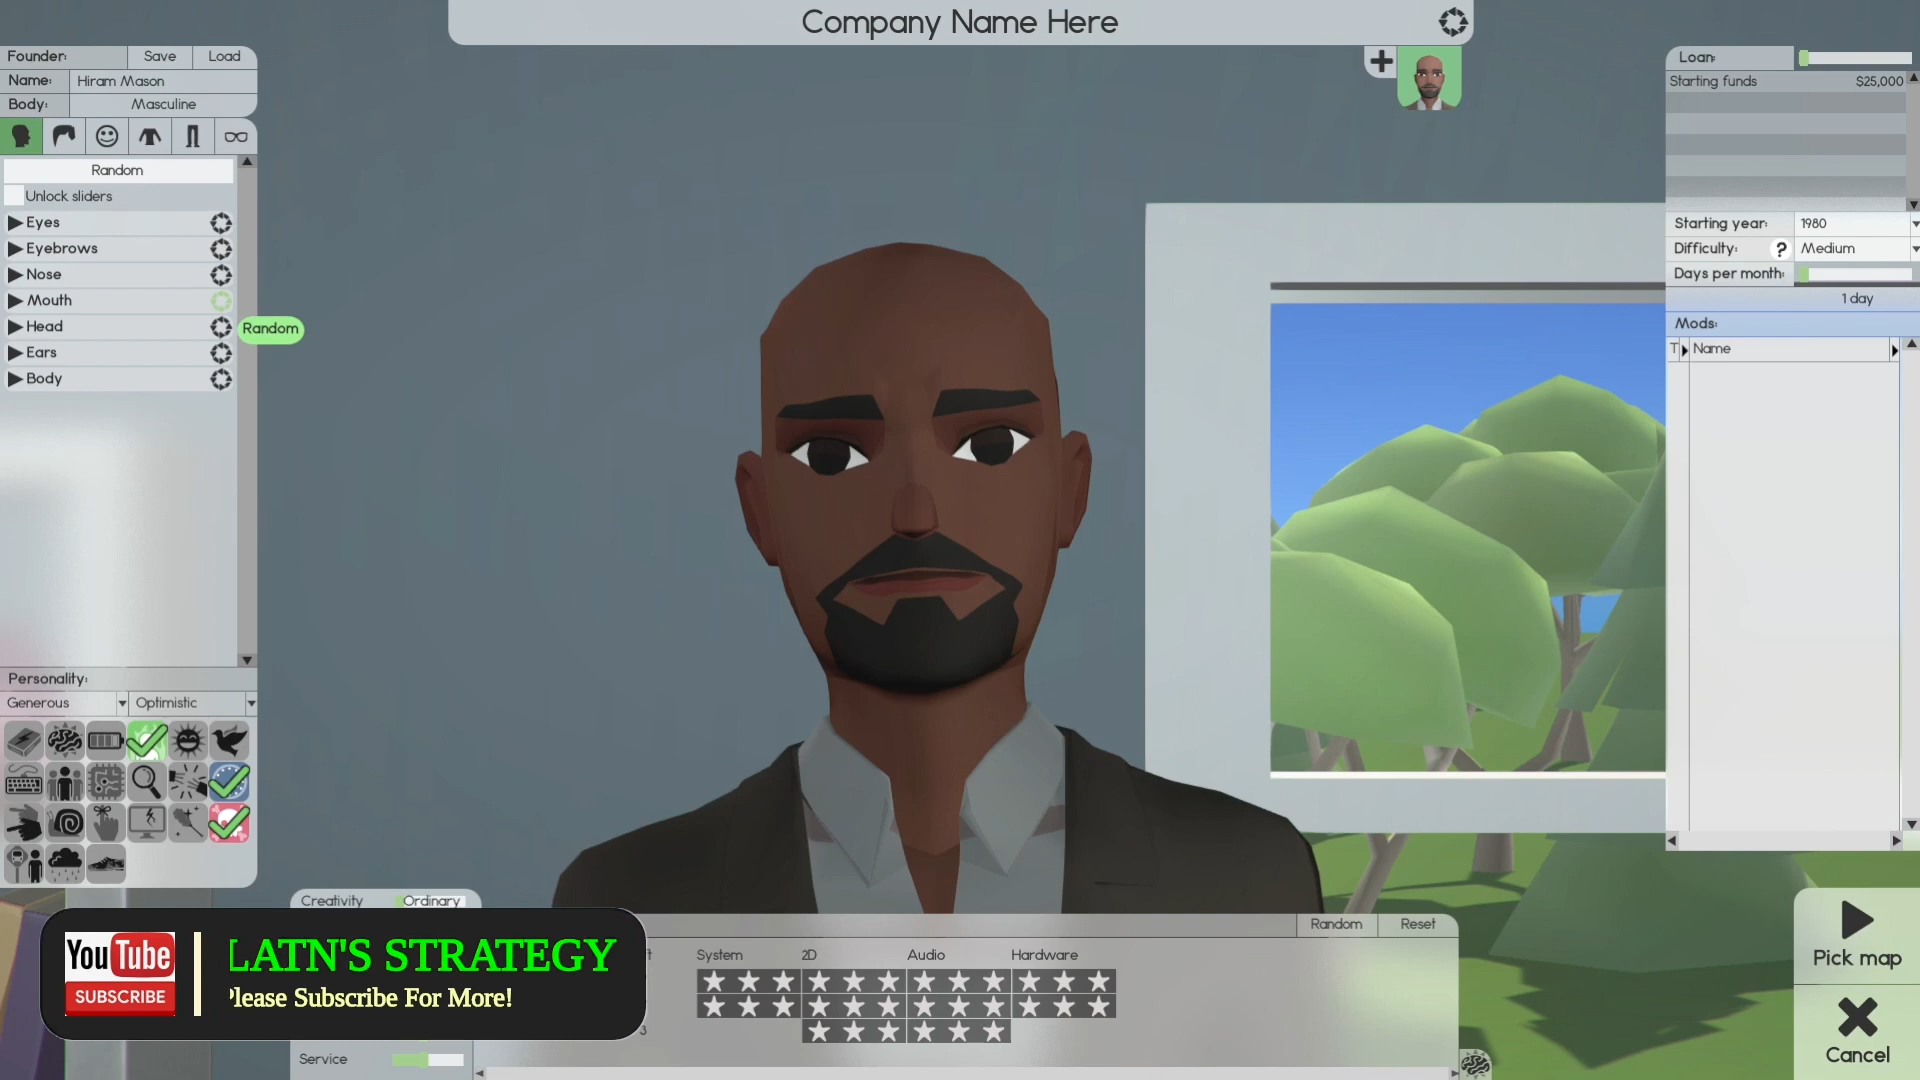 Company Name Here
Founder:
Save
Load
Name:
Hiram Mason
Body:
Masculine
Random
Unlock sliders
Eyes
Eyebrows
Nose
Mouth
Head
Random
Ears
Body
Personality:
Generous
Optimistic
Creativity
Ordinary
Service
You Tube
SUBSCRIBE
LATN'S STRATEGY
Please Subscribe For More!
System
2D
Audio
Hardware
3
Random
Reset
Loan:
Starting funds
$25,000
Starting year:
1980
Difficulty:
?
Medium
Days per month:
1 day
Mods:
T
Name
Pick map
Cancel